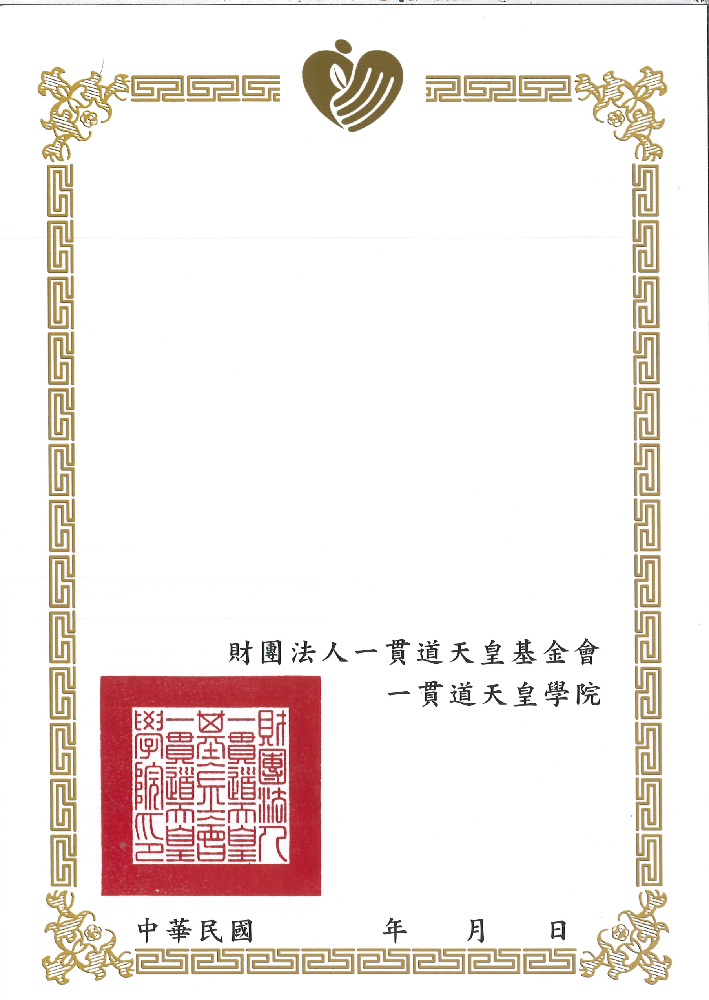 財團法人一貫道天皇基金會
一貫道天皇學院
財團法人
一貫道天皇
基金會
一貫道天皇
學院印
中華民國 年 月 日